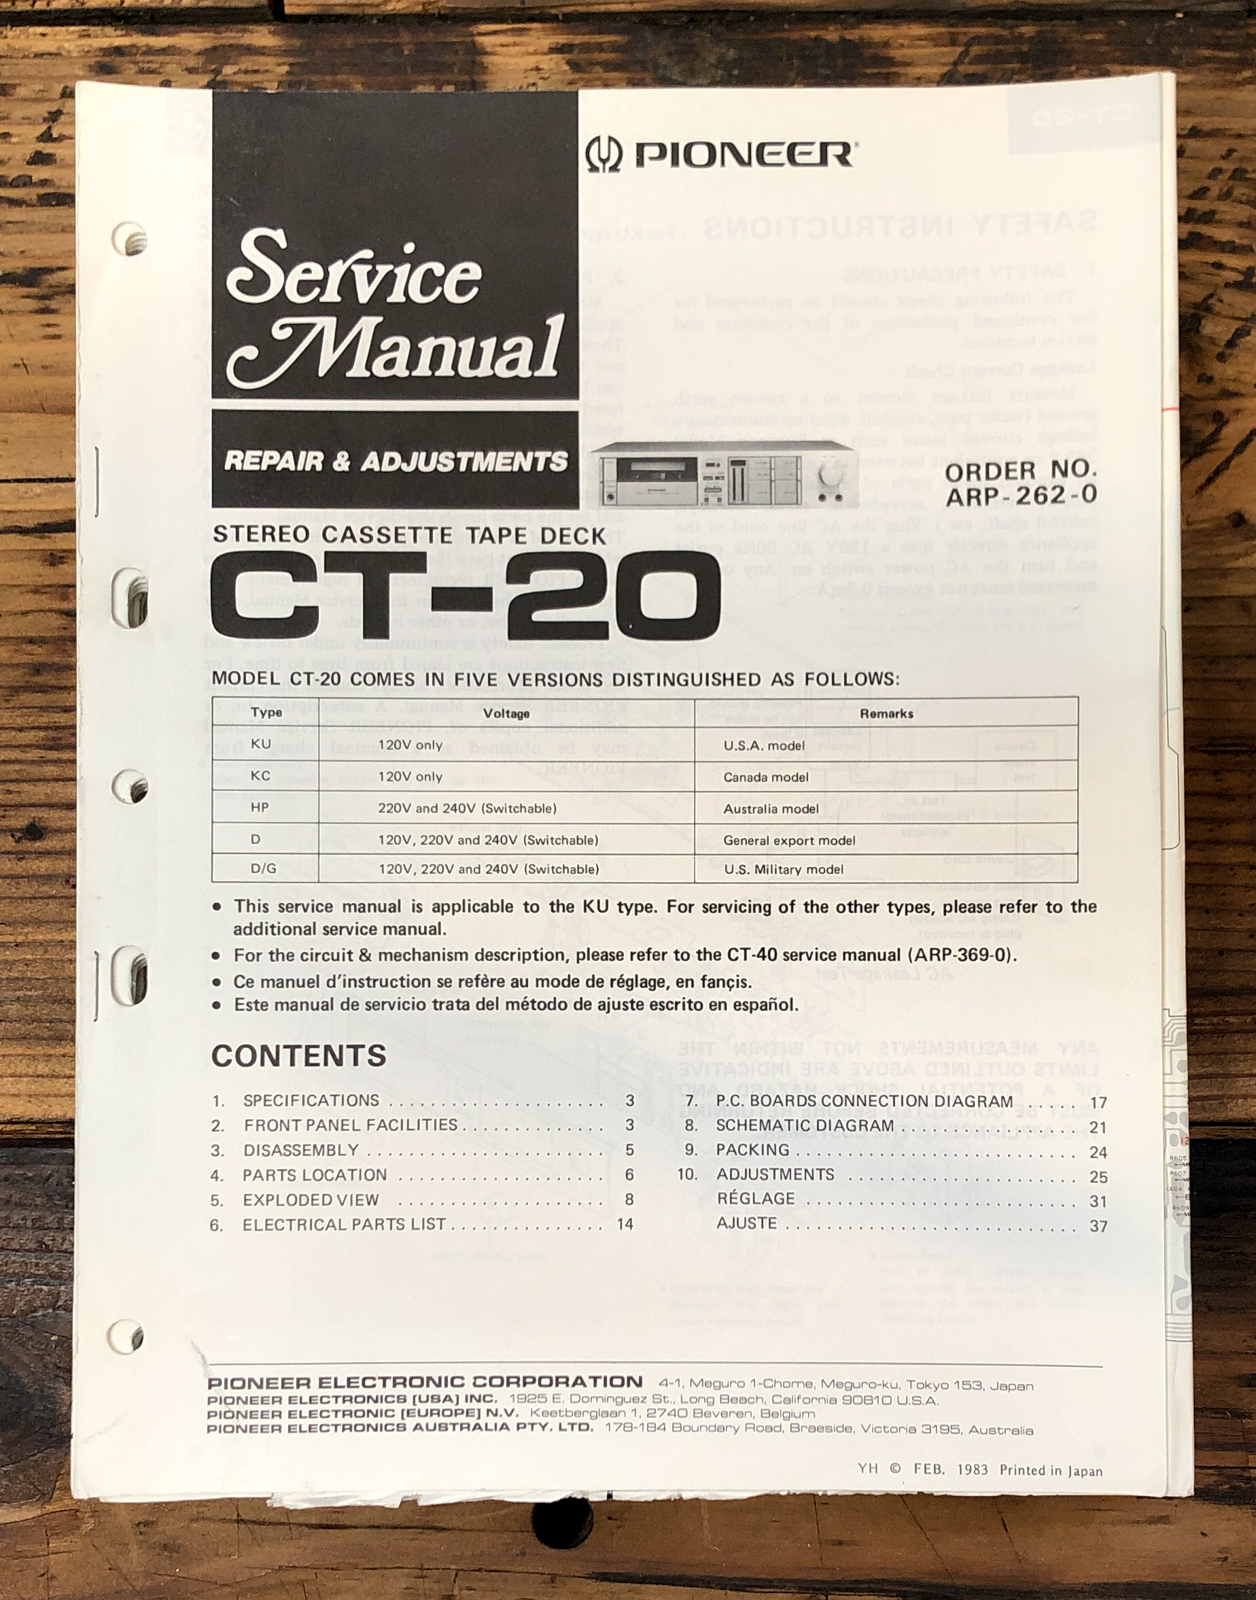 PIONEER
Service
Manual
REPAIR & ADJUSTMENTS
ORDER NO.
ARP-262-0
STEREO CASSETTE TAPE DECK
CT-20
MODEL CT-20 COMES IN FIVE VERSIONS DISTINGUISHED AS FOLLOWS:
Type Voltage Remarks
KU 120V only U.S.A. model
KC 120V only Canada model
HP 220V and 240V (Switchable) Australia model
D 120V, 220V and 240V (Switchable) General export model
D/G 120V, 220V and 240V (Switchable) U.S. Military model
• This service manual is applicable to the KU type. For servicing of the other types, please refer to the
additional service manual.
• For the circuit & mechanism description, please refer to the CT-40 service manual (ARP-369-0).
• Ce manuel d'instruction se refère au mode de réglage, en fançis.
• Este manual de servicio trata del método de ajuste escrito en español.
CONTENTS
1. SPECIFICATIONS . . . . . . . . . . . . . . . . . . . . . 3
2. FRONT PANEL FACILITIES . . . . . . . . . . . . . . 3
3. DISASSEMBLY . . . . . . . . . . . . . . . . . . . . . . . 5
4. PARTS LOCATION . . . . . . . . . . . . . . . . . . . . 6
5. EXPLODED VIEW . . . . . . . . . . . . . . . . . . . . 8
6. ELECTRICAL PARTS LIST . . . . . . . . . . . . . . . 14
7. P.C. BOARDS CONNECTION DIAGRAM . . . . . . 17
8. SCHEMATIC DIAGRAM . . . . . . . . . . . . . . . . . 21
9. PACKING . . . . . . . . . . . . . . . . . . . . . . . . . . . 24
10. ADJUSTMENTS . . . . . . . . . . . . . . . . . . . . . . 25
RÉGLAGE . . . . . . . . . . . . . . . . . . . . . . . . . . 31
AJUSTE . . . . . . . . . . . . . . . . . . . . . . . . . . . . 37
PIONEER ELECTRONIC CORPORATION 4-1, Meguro 1-Chome, Meguro-ku, Tokyo 153, Japan
PIONEER ELECTRONICS [USA] INC. 1925 E. Dominguez St., Long Beach, California 90810 U.S.A.
PIONEER ELECTRONIC [EUROPE] N.V. Keetberglaan 1, 2740 Beveren, Belgium
PIONEER ELECTRONICS AUSTRALIA PTY. LTD. 178-184 Boundary Road, Braeside, Victoria 3195, Australia
YH © FEB. 1983 Printed in Japan